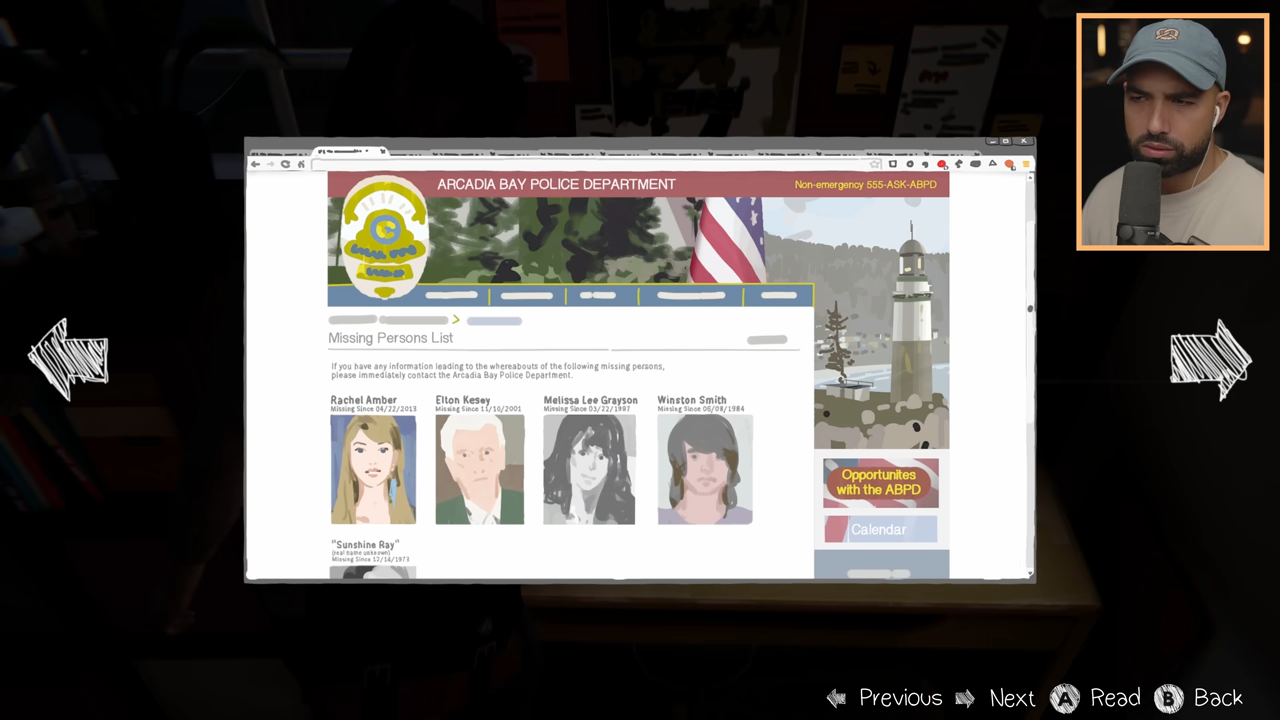 ARCADIA BAY POLICE DEPARTMENT
Non-emergency 555-ASK-ABPD
Missing Persons List
If you have any information leading to the whereabouts of the following missing persons,
please immediately contact the Arcadia Bay Police Department.
Rachel Amber
Missing Since 04/22/2013
Elton Kesey
Missing Since 11/10/2001
Melissa Lee Grayson
Missing Since 03/22/1997
Winston Smith
Missing Since 06/08/1984
"Sunshine Ray"
(real name unknown)
Missing Since 12/14/1973
Opportunites
with the ABPD
Calendar
Previous
Next
A Read
B Back